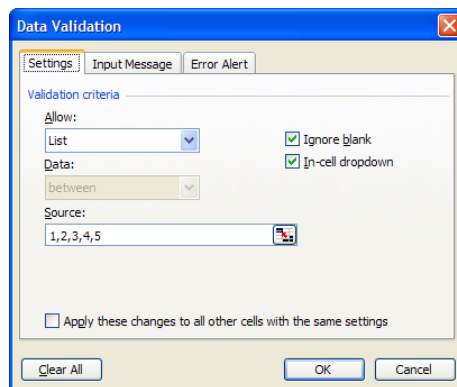 Data Validation
Settings Input Message Error Alert
Validation criteria
Allow:
List
Ignore blank
Data:
In-cell dropdown
between
Source:
1,2,3,4,5
Apply these changes to all other cells with the same settings
Clear All OK Cancel